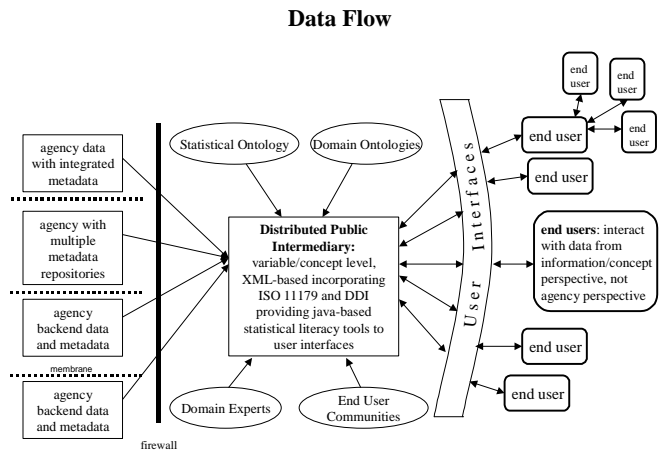 Data Flow
agency data
with integrated
metadata
agency with
multiple
metadata
repositories
agency
backend data
and metadata
membrane
agency
backend data
and metadata
firewall
Statistical Ontology
Domain Ontologies
Distributed Public
Intermediary:
variable/concept level,
XML-based incorporating
ISO 11179 and DDI
providing java-based
statistical literacy tools to
user interfaces
Domain Experts
End User
Communities
User Interfaces
end
user
end
user
end
user
end user
end user
end users: interact
with data from
information/concept
perspective, not
agency perspective
end user
end user